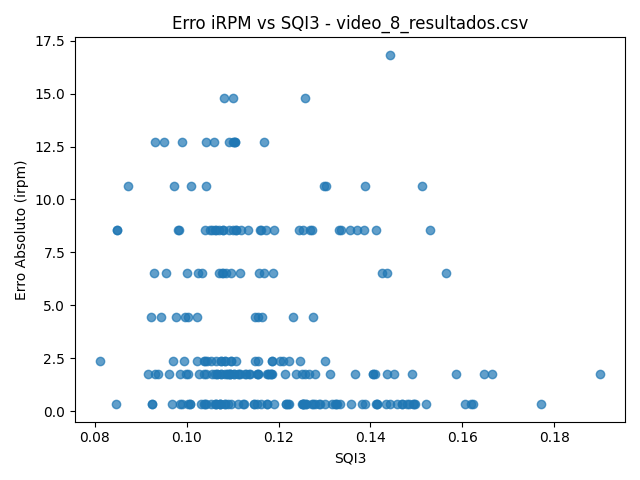 Erro iRPM vs SQI3 - video_8_resultados.csv
Erro Absoluto (irpm)
17.5
15.0
12.5
10.0
7.5
5.0
2.5
0.0
0.08 0.10 0.12 0.14 0.16 0.18
SQI3